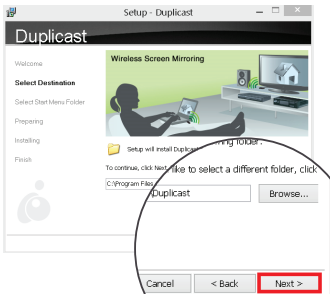 Setup - Duplicast
Duplicast
Welcome
Select Destination
Select Start Menu Folder
Preparing
Installing
Finish
Wireless Screen Mirroring
Setup will install Duplicast
wing folder.
To continue, click Next.
like to select a different folder, click
C:\Program Files
\Duplicast
Browse...
Cancel
< Back
Next >